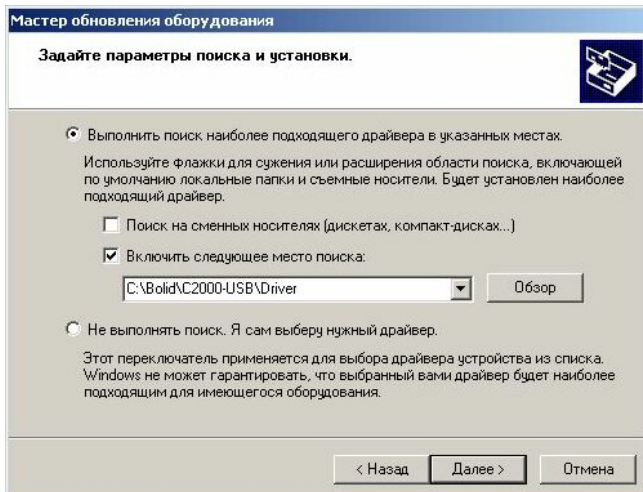 Мастер обновления оборудования
Задайте параметры поиска и установки.
Выполнить поиск наиболее подходящего драйвера в указанных местах.
Используйте флажки для сужения или расширения области поиска, включающей
по умолчанию локальные папки и съемные носители. Будет установлен наиболее
подходящий драйвер.
Поиск на сменных носителях (дискетах, компакт-дисках...)
Включить следующее место поиска:
C:\Bolid\C2000-USB\Driver
Обзор
Не выполнять поиск. Я сам выберу нужный драйвер.
Этот переключатель применяется для выбора драйвера устройства из списка.
Windows не может гарантировать, что выбранный вами драйвер будет наиболее
подходящим для имеющегося оборудования.
< Назад Далее > Отмена